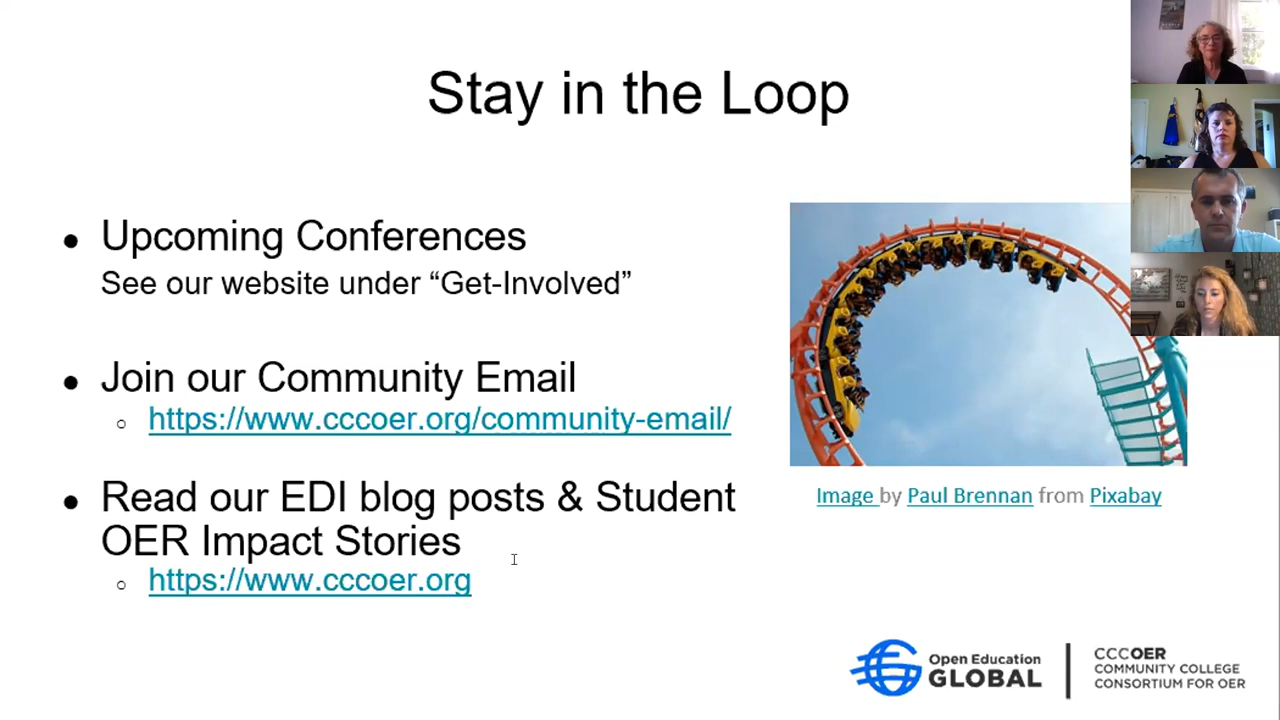 Stay in the Loop
● Upcoming Conferences
See our website under “Get-Involved”
● Join our Community Email
○ https://www.cccoer.org/community-email/
● Read our EDI blog posts & Student
OER Impact Stories
○ https://www.cccoer.org
Image by Paul Brennan from Pixabay
Open Education
GLOBAL
CCCOER
COMMUNITY COLLEGE
CONSORTIUM FOR OER